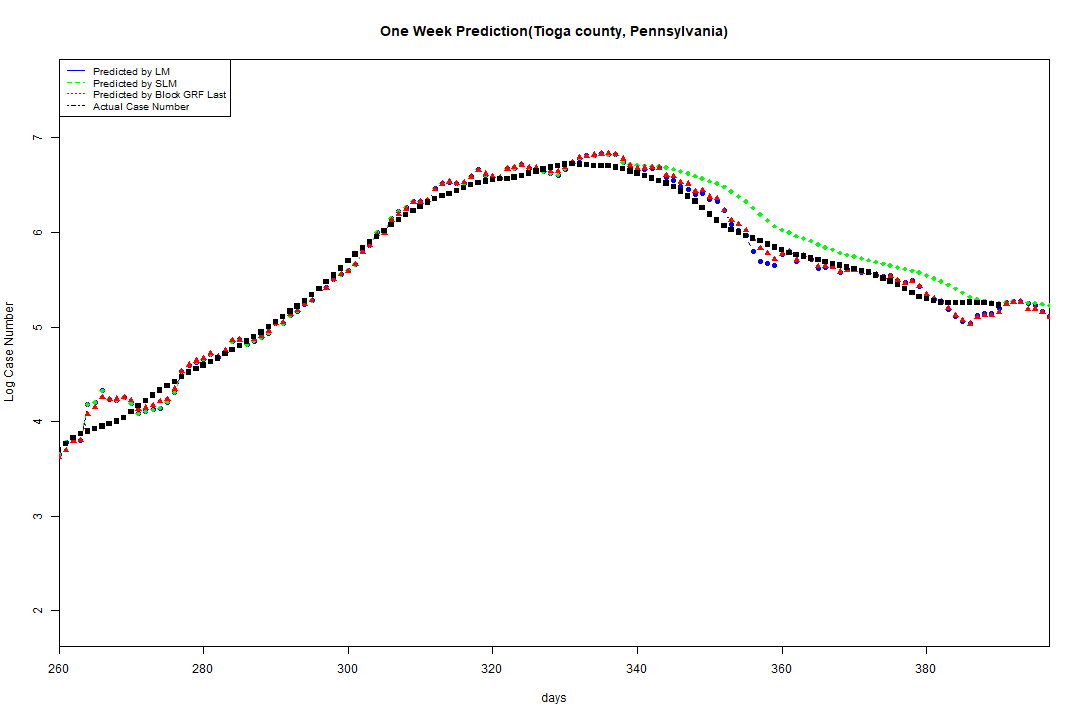 One Week Prediction(Tioga county, Pennsylvania)
Predicted by LM
Predicted by SLM
Predicted by Block GRF Last
Actual Case Number
7
6
5
4
3
2
Log Case Number
260 280 300 320 340 360 380
days